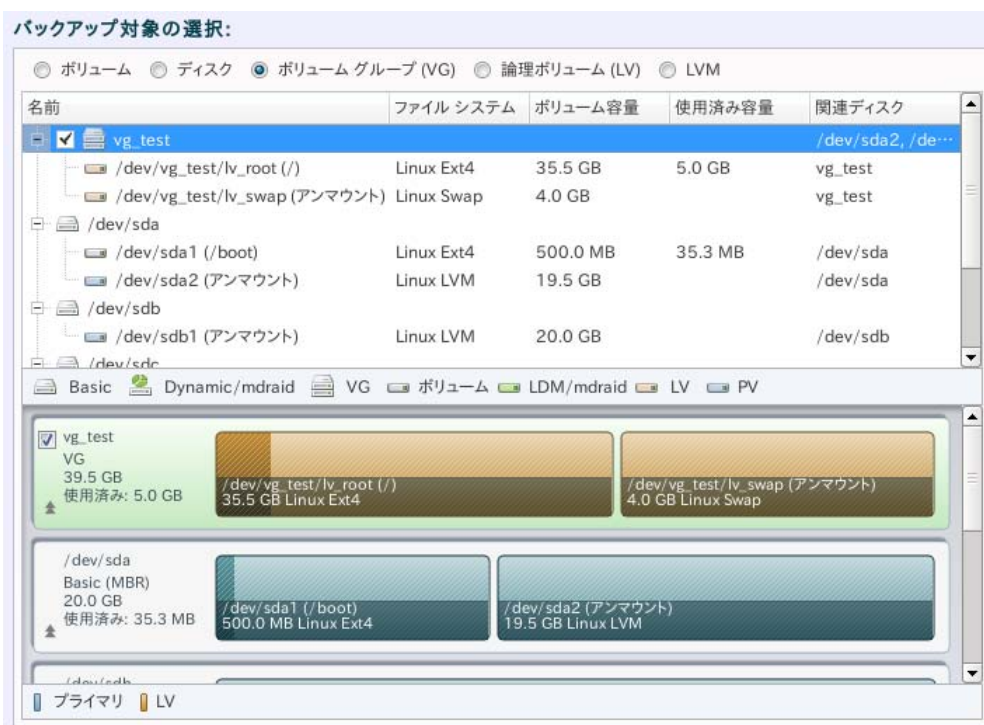 バックアップ対象の選択:
ボリューム ディスク ボリューム グループ (VG) 論理ボリューム (LV) LVM
名前 ファイル システム ボリューム容量 使用済み容量 関連ディスク
vg_test /dev/sda2, /de…
/dev/vg_test/lv_root (/) Linux Ext4 35.5 GB 5.0 GB vg_test
/dev/vg_test/lv_swap (アンマウント) Linux Swap 4.0 GB vg_test
/dev/sda
/dev/sda1 (/boot) Linux Ext4 500.0 MB 35.3 MB /dev/sda
/dev/sda2 (アンマウント) Linux LVM 19.5 GB /dev/sda
/dev/sdb
/dev/sdb1 (アンマウント) Linux LVM 20.0 GB /dev/sdb
/dev/sdc
Basic Dynamic/mdraid VG ボリューム LDM/mdraid LV PV
vg_test
VG
39.5 GB
使用済み: 5.0 GB
/dev/vg_test/lv_root (/)
35.5 GB Linux Ext4
/dev/vg_test/lv_swap (アンマウント)
4.0 GB Linux Swap
/dev/sda
Basic (MBR)
20.0 GB
使用済み: 35.3 MB
/dev/sda1 (/boot)
500.0 MB Linux Ext4
/dev/sda2 (アンマウント)
19.5 GB Linux LVM
/dev/sdb
プライマリ LV